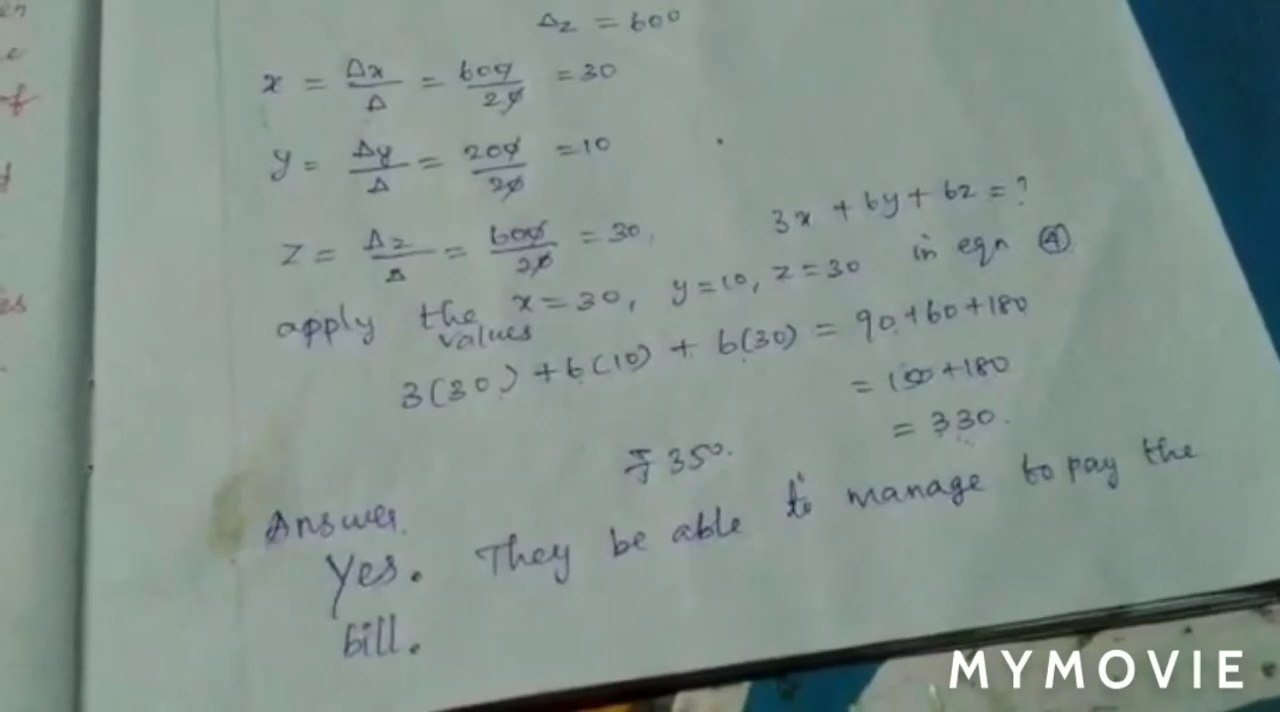 Δz = 600
x = Δx/Δ = 600/20 = 30
y = Δy/Δ = 200/20 = 10
z = Δz/Δ = 600/20 = 30,
3x + 6y + 6z = ?
apply the values x = 30, y = 10, z = 30 in eqn ④
3(30) + 6(10) + 6(30) = 90 + 60 + 180
= 150 + 180
= 330.
₹ 350.
Answer.
Yes. They be able to manage to pay the
bill.
MYMOVIE